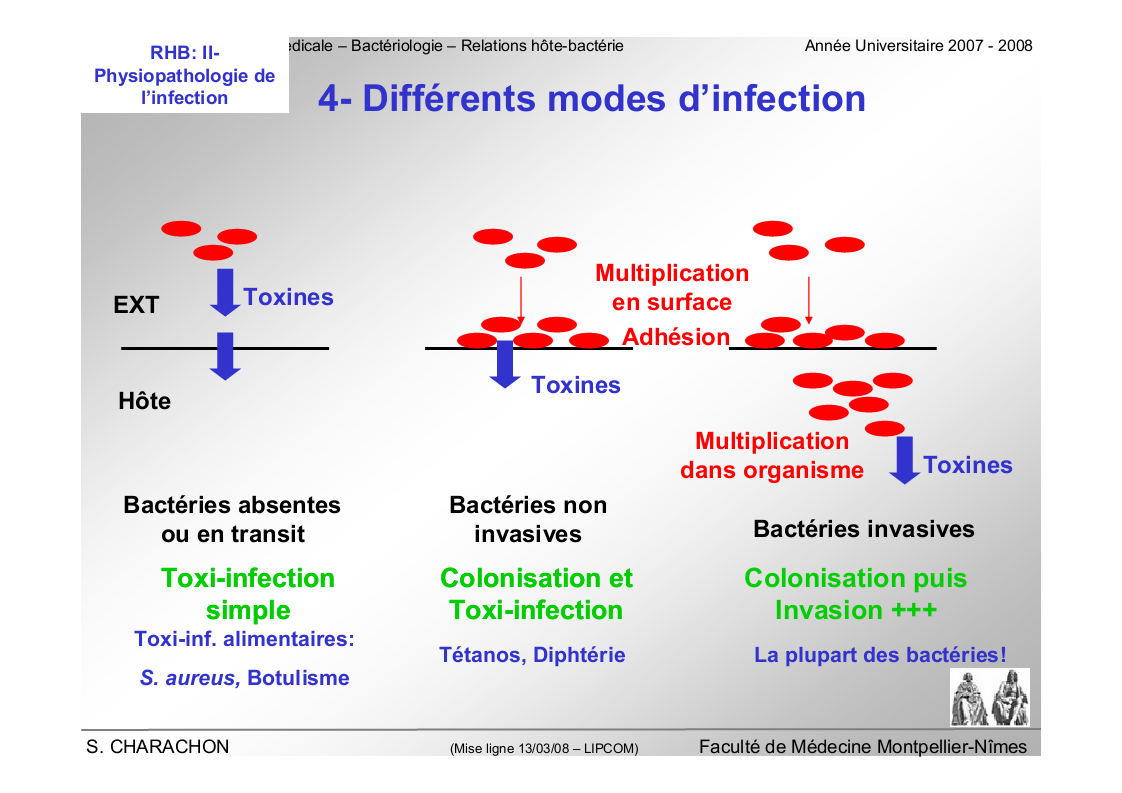 RHB: II-
Physiopathologie de
l’infection
edicale – Bactériologie – Relations hôte-bactérie
Année Universitaire 2007 - 2008
4- Différents modes d’infection
EXT
Toxines
Hôte
Bactéries absentes
ou en transit
Toxi-infection
simple
Toxi-inf. alimentaires:
S. aureus, Botulisme
Multiplication
en surface
Adhésion
Toxines
Bactéries non
invasives
Colonisation et
Toxi-infection
Tétanos, Diphtérie
Multiplication
dans organisme
Toxines
Bactéries invasives
Colonisation puis
Invasion +++
La plupart des bactéries!
S. CHARACHON
(Mise ligne 13/03/08 – LIPCOM)
Faculté de Médecine Montpellier-Nîmes